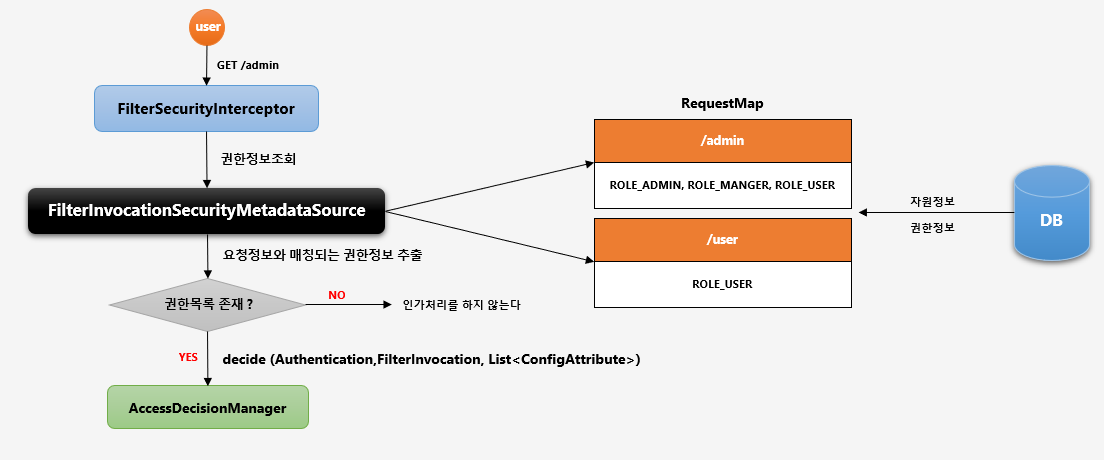 user
GET /admin
FilterSecurityInterceptor
권한정보조회
FilterInvocationSecurityMetadataSource
요청정보와 매칭되는 권한정보 추출
권한목록 존재 ?
NO
인가처리를 하지 않는다
YES
decide (Authentication,FilterInvocation, List<ConfigAttribute>)
AccessDecisionManager
RequestMap
/admin
ROLE_ADMIN, ROLE_MANGER, ROLE_USER
/user
ROLE_USER
자원정보
권한정보
DB